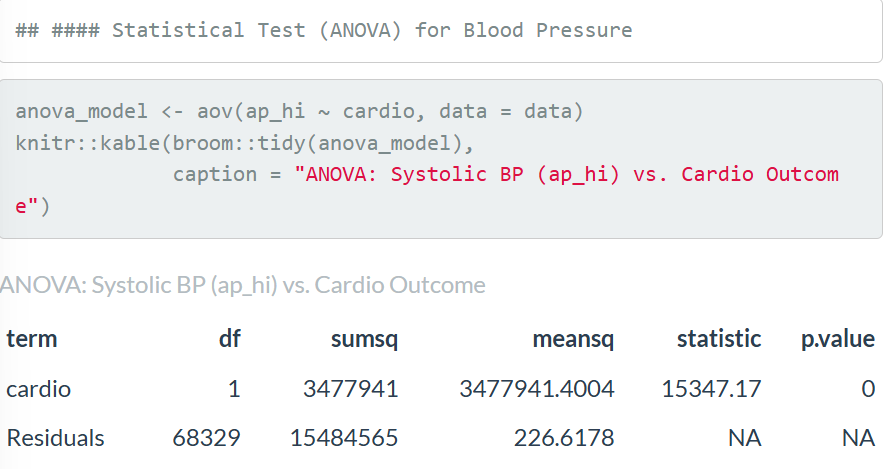 ## #### Statistical Test (ANOVA) for Blood Pressure
anova_model <- aov(ap_hi ~ cardio, data = data)
knitr::kable(broom::tidy(anova_model),
caption = "ANOVA: Systolic BP (ap_hi) vs. Cardio Outcom
e")
ANOVA: Systolic BP (ap_hi) vs. Cardio Outcome
term df sumsq meansq statistic p.value
cardio 1 3477941 3477941.4004 15347.17 0
Residuals 68329 15484565 226.6178 NA NA